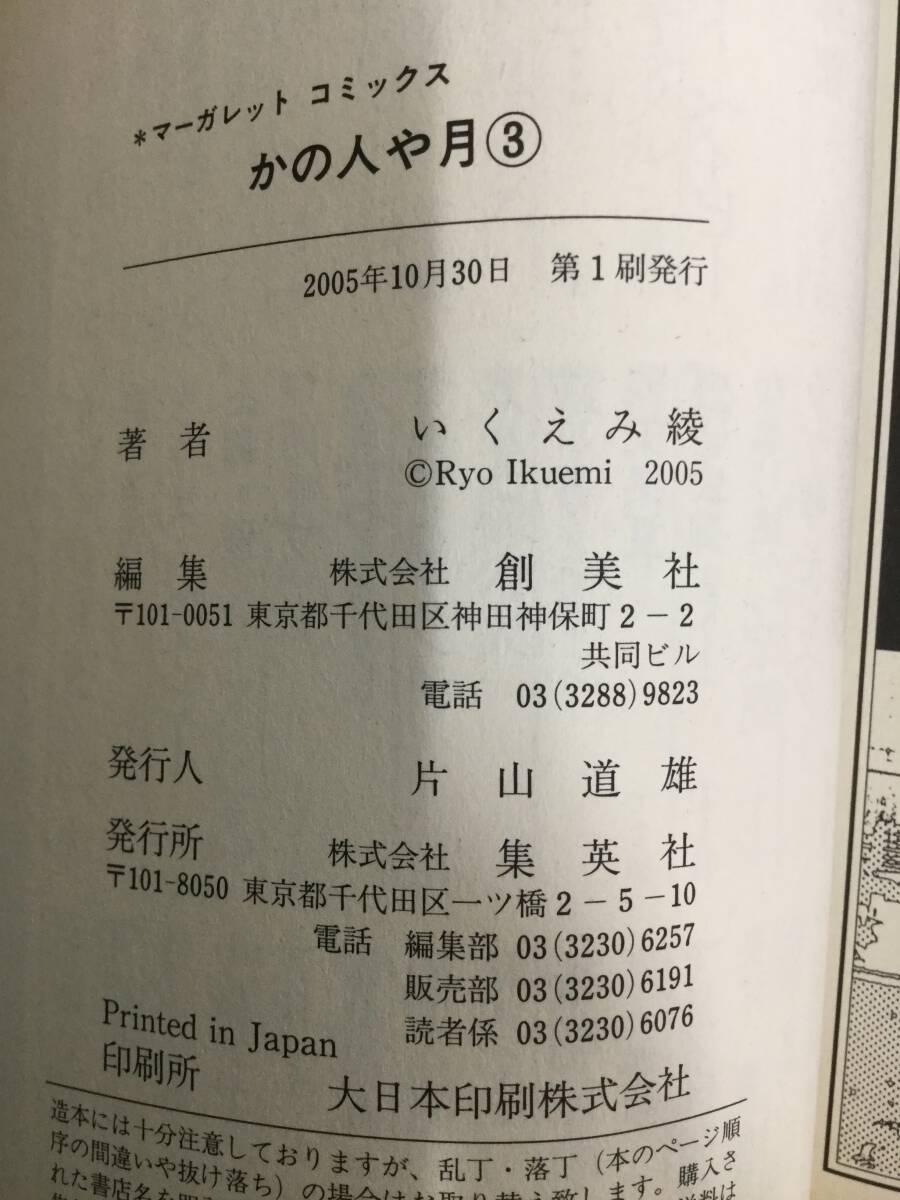 *マーガレット コミックス
かの人や月③
2005年10月30日 第1刷発行
著者 いくえみ綾
©Ryo Ikuemi 2005
編集 株式会社 創美社
〒101-0051 東京都千代田区神田神保町2-2
共同ビル
電話 03(3288)9823
発行人 片山道雄
発行所 株式会社 集英社
〒101-8050 東京都千代田区一ツ橋2-5-10
電話 編集部 03(3230)6257
販売部 03(3230)6191
読者係 03(3230)6076
Printed in Japan
印刷所 大日本印刷株式会社
造本には十分注意しておりますが、乱丁・落丁(本のページ順
序の間違いや抜け落ち)の場合はお取り替え致します。購入さ
れた書店名を